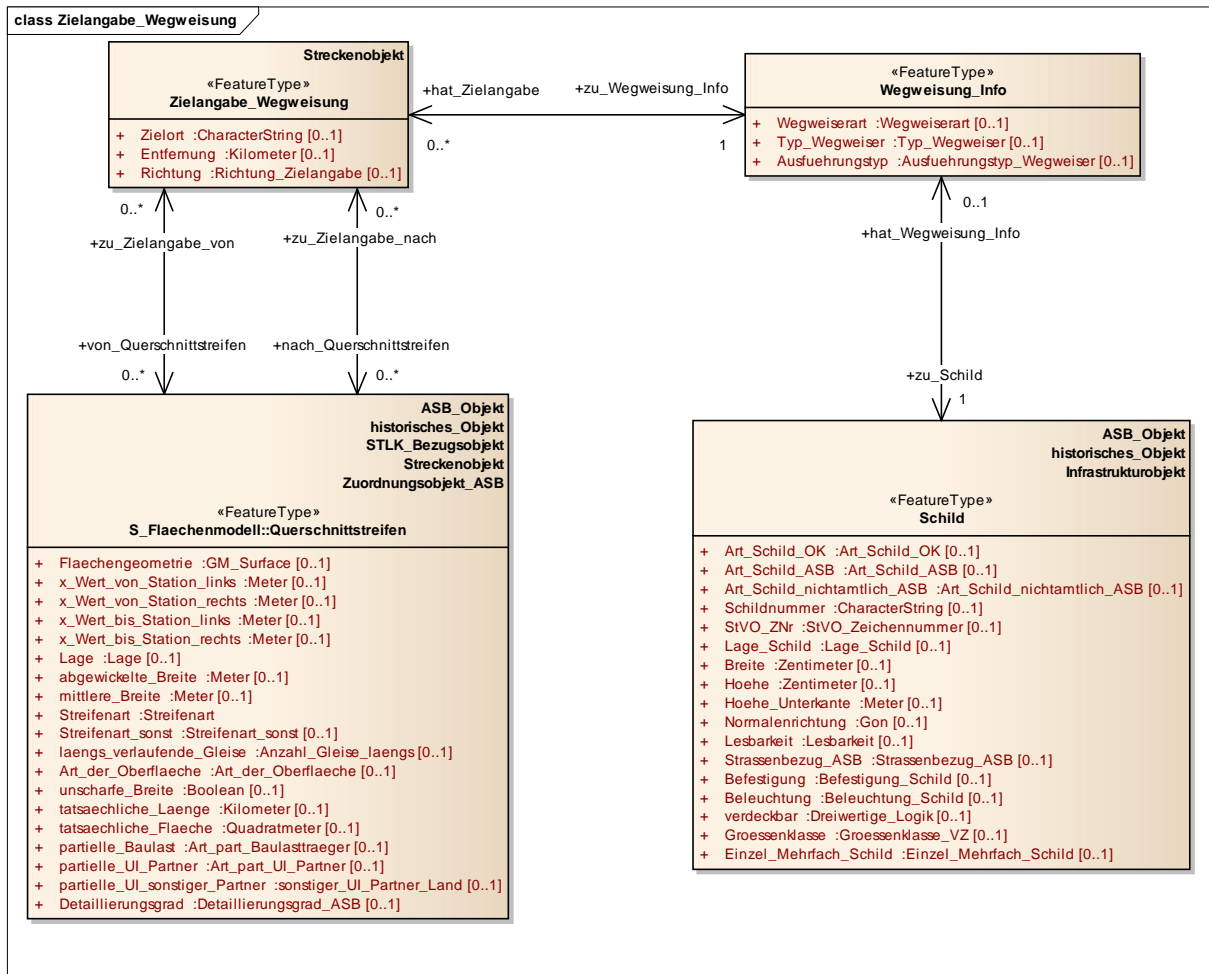 class Zielangabe_Wegweisung
Streckenobjekt
«FeatureType»
Zielangabe_Wegweisung
+ Zielort :CharacterString [0..1]
+ Entfernung :Kilometer [0..1]
+ Richtung :Richtung_Zielangabe [0..1]
+hat_Zielangabe
0..*
+zu_Wegweisung_Info
1
«FeatureType»
Wegweisung_Info
+ Wegweiserart :Wegweiserart [0..1]
+ Typ_Wegweiser :Typ_Wegweiser [0..1]
+ Ausfuehrungstyp :Ausfuehrungstyp_Wegweiser [0..1]
0..*
+zu_Zielangabe_von
0..*
+zu_Zielangabe_nach
0..1
+hat_Wegweisung_Info
+von_Querschnittstreifen
0..*
+nach_Querschnittstreifen
0..*
+zu_Schild
1
ASB_Objekt
historisches_Objekt
STLK_Bezugsobjekt
Streckenobjekt
Zuordnungsobjekt_ASB
«FeatureType»
S_Flaechenmodell::Querschnittstreifen
+ Flaechengeometrie :GM_Surface [0..1]
+ x_Wert_von_Station_links :Meter [0..1]
+ x_Wert_von_Station_rechts :Meter [0..1]
+ x_Wert_bis_Station_links :Meter [0..1]
+ x_Wert_bis_Station_rechts :Meter [0..1]
+ Lage :Lage [0..1]
+ abgewickelte_Breite :Meter [0..1]
+ mittlere_Breite :Meter [0..1]
+ Streifenart :Streifenart
+ Streifenart_sonst :Streifenart_sonst [0..1]
+ laengs_verlaufende_Gleise :Anzahl_Gleise_laengs [0..1]
+ Art_der_Oberflaeche :Art_der_Oberflaeche [0..1]
+ unscharfe_Breite :Boolean [0..1]
+ tatsaechliche_Laenge :Kilometer [0..1]
+ tatsaechliche_Flaeche :Quadratmeter [0..1]
+ partielle_Baulast :Art_part_Baulasttraeger [0..1]
+ partielle_UI_Partner :Art_part_UI_Partner [0..1]
+ partielle_UI_sonstiger_Partner :sonstiger_UI_Partner_Land [0..1]
+ Detaillierungsgrad :Detaillierungsgrad_ASB [0..1]
ASB_Objekt
historisches_Objekt
Infrastrukturobjekt
«FeatureType»
Schild
+ Art_Schild_OK :Art_Schild_OK [0..1]
+ Art_Schild_ASB :Art_Schild_ASB [0..1]
+ Art_Schild_nichtamtlich_ASB :Art_Schild_nichtamtlich_ASB [0..1]
+ Schildnummer :CharacterString [0..1]
+ StVO_ZNr :StVO_Zeichennummer [0..1]
+ Lage_Schild :Lage_Schild [0..1]
+ Breite :Zentimeter [0..1]
+ Hoehe :Zentimeter [0..1]
+ Hoehe_Unterkante :Meter [0..1]
+ Normalenrichtung :Gon [0..1]
+ Lesbarkeit :Lesbarkeit [0..1]
+ Strassenbezug_ASB :Strassenbezug_ASB [0..1]
+ Befestigung :Befestigung_Schild [0..1]
+ Beleuchtung :Beleuchtung_Schild [0..1]
+ verdeckbar :Dreiwertige_Logik [0..1]
+ Groessenklasse :Groessenklasse_VZ [0..1]
+ Einzel_Mehrfach_Schild :Einzel_Mehrfach_Schild [0..1]